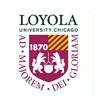 LOYOLA
UNIVERSITY CHICAGO
1870
AD • MAJOREM • DEI • GLORIAM